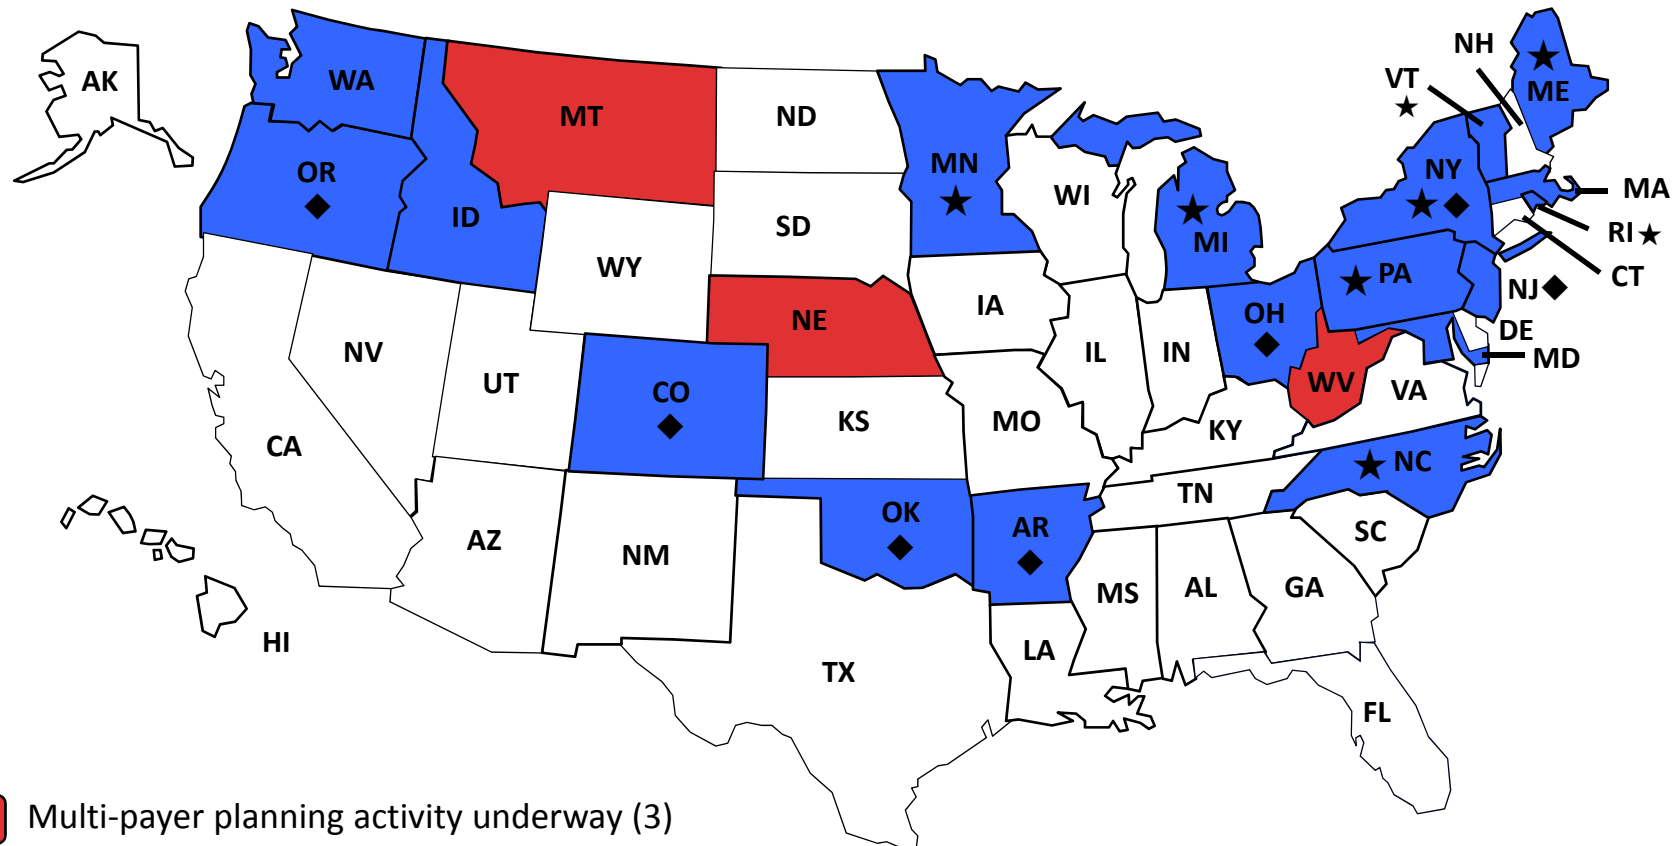 AK
WA
MT
ND
MN
WI
MI
NH
VT
ME
NY
MA
RI
CT
OR
ID
WY
SD
IA
NE
PA
NJ
DE
MD
OH
IL
IN
WV
VA
NV
UT
CO
KS
MO
KY
CA
NC
TN
SC
AZ
NM
OK
AR
MS
AL
GA
HI
TX
LA
FL
Multi-payer planning activity underway (3)